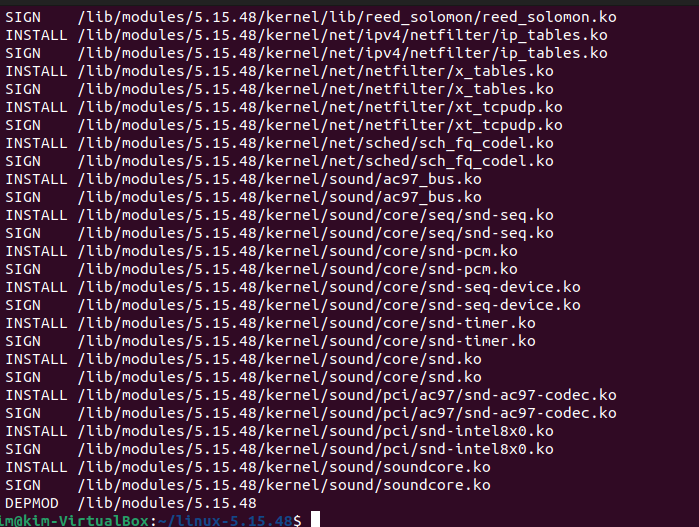 SIGN /lib/modules/5.15.48/kernel/lib/reed_solomon/reed_solomon.ko
INSTALL /lib/modules/5.15.48/kernel/net/ipv4/netfilter/ip_tables.ko
SIGN /lib/modules/5.15.48/kernel/net/ipv4/netfilter/ip_tables.ko
INSTALL /lib/modules/5.15.48/kernel/net/netfilter/x_tables.ko
SIGN /lib/modules/5.15.48/kernel/net/netfilter/x_tables.ko
INSTALL /lib/modules/5.15.48/kernel/net/netfilter/xt_tcpudp.ko
SIGN /lib/modules/5.15.48/kernel/net/netfilter/xt_tcpudp.ko
INSTALL /lib/modules/5.15.48/kernel/net/sched/sch_fq_codel.ko
SIGN /lib/modules/5.15.48/kernel/net/sched/sch_fq_codel.ko
INSTALL /lib/modules/5.15.48/kernel/sound/ac97_bus.ko
SIGN /lib/modules/5.15.48/kernel/sound/ac97_bus.ko
INSTALL /lib/modules/5.15.48/kernel/sound/core/seq/snd-seq.ko
SIGN /lib/modules/5.15.48/kernel/sound/core/seq/snd-seq.ko
INSTALL /lib/modules/5.15.48/kernel/sound/core/snd-pcm.ko
SIGN /lib/modules/5.15.48/kernel/sound/core/snd-pcm.ko
INSTALL /lib/modules/5.15.48/kernel/sound/core/snd-seq-device.ko
SIGN /lib/modules/5.15.48/kernel/sound/core/snd-seq-device.ko
INSTALL /lib/modules/5.15.48/kernel/sound/core/snd-timer.ko
SIGN /lib/modules/5.15.48/kernel/sound/core/snd-timer.ko
INSTALL /lib/modules/5.15.48/kernel/sound/core/snd.ko
SIGN /lib/modules/5.15.48/kernel/sound/core/snd.ko
INSTALL /lib/modules/5.15.48/kernel/sound/pci/ac97/snd-ac97-codec.ko
SIGN /lib/modules/5.15.48/kernel/sound/pci/ac97/snd-ac97-codec.ko
INSTALL /lib/modules/5.15.48/kernel/sound/pci/snd-intel8x0.ko
SIGN /lib/modules/5.15.48/kernel/sound/pci/snd-intel8x0.ko
INSTALL /lib/modules/5.15.48/kernel/sound/soundcore.ko
SIGN /lib/modules/5.15.48/kernel/sound/soundcore.ko
DEPMOD /lib/modules/5.15.48
im@kim-VirtualBox:~/linux-5.15.48$